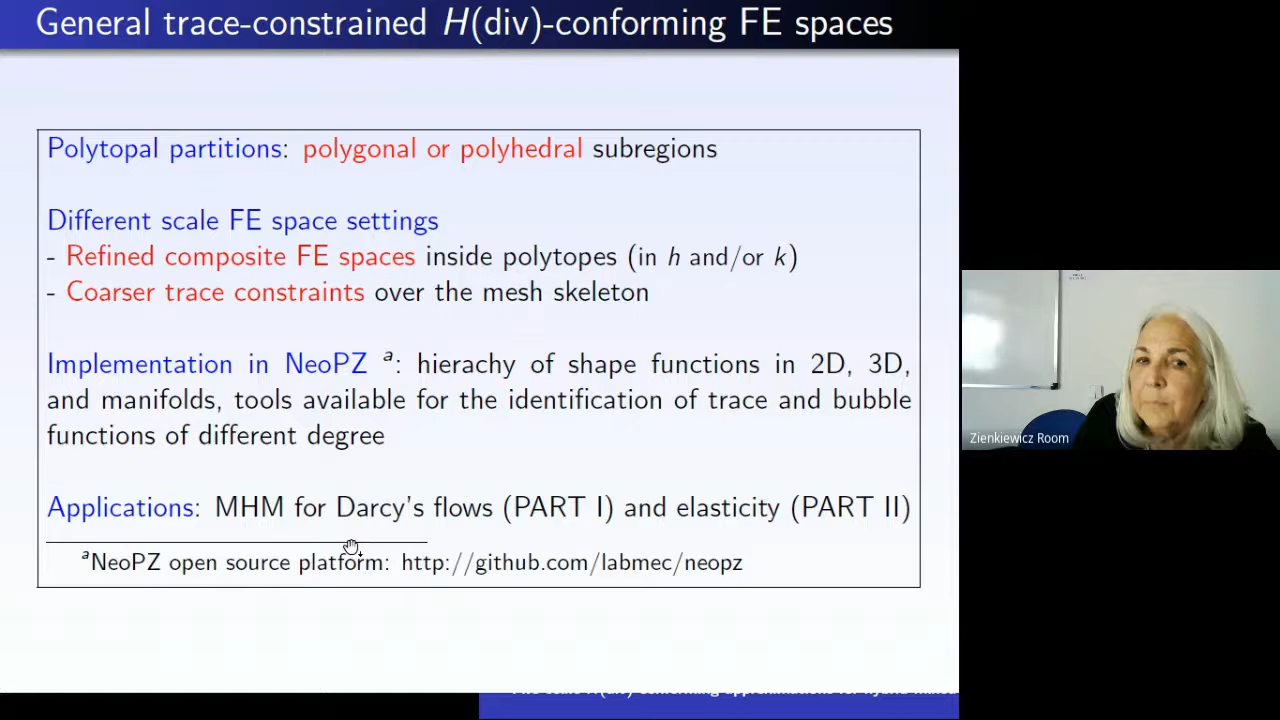 General trace-constrained H(div)-conforming FE spaces
Polytopal partitions: polygonal or polyhedral subregions
Different scale FE space settings
- Refined composite FE spaces inside polytopes (in h and/or k)
- Coarser trace constraints over the mesh skeleton
Implementation in NeoPZ a: hierachy of shape functions in 2D, 3D,
and manifolds, tools available for the identification of trace and bubble
functions of different degree
Applications: MHM for Darcy's flows (PART I) and elasticity (PART II)
aNeoPZ open source platform: http://github.com/labmec/neopz
Zienkiewicz Room